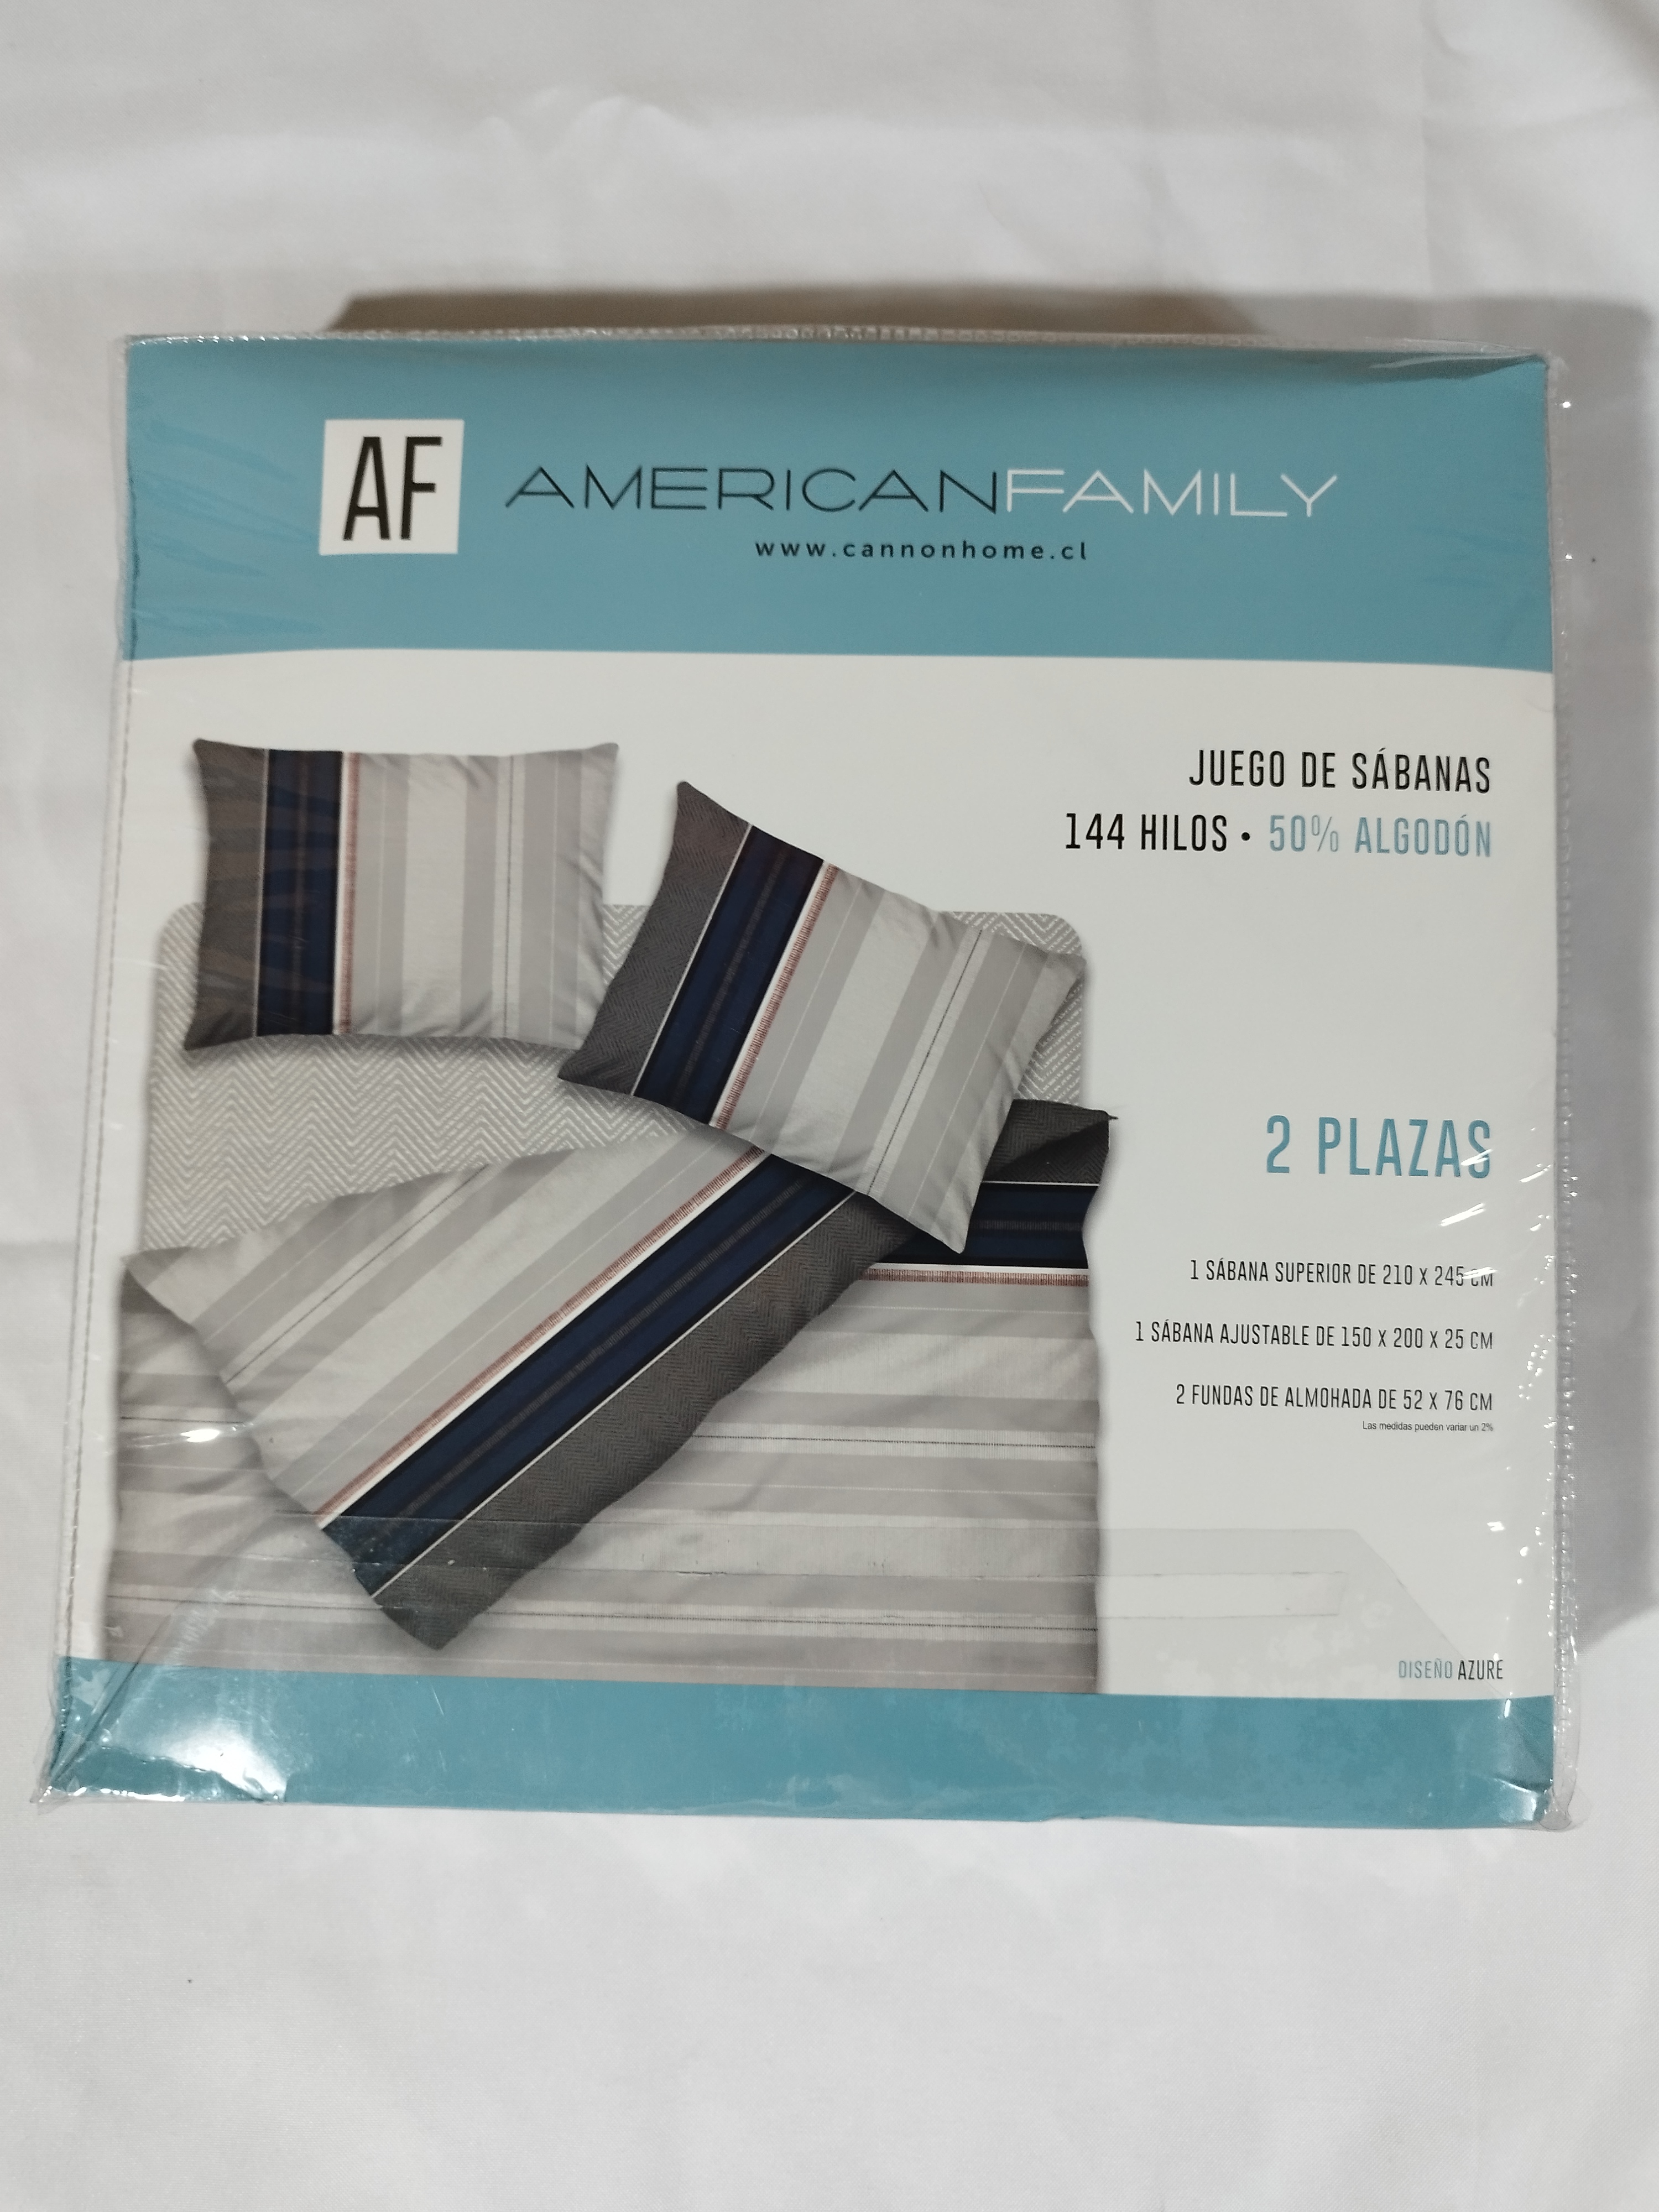 AF
AMERICANFAMILY
www.cannonhome.cl
JUEGO DE SÁBANAS
144 HILOS • 50% ALGODÓN
2 PLAZAS
1 SÁBANA SUPERIOR DE 210 X 245 CM
1 SÁBANA AJUSTABLE DE 150 X 200 X 25 CM
2 FUNDAS DE ALMOHADA DE 52 X 76 CM
Las medidas pueden variar un 2%
DISEÑO AZURE